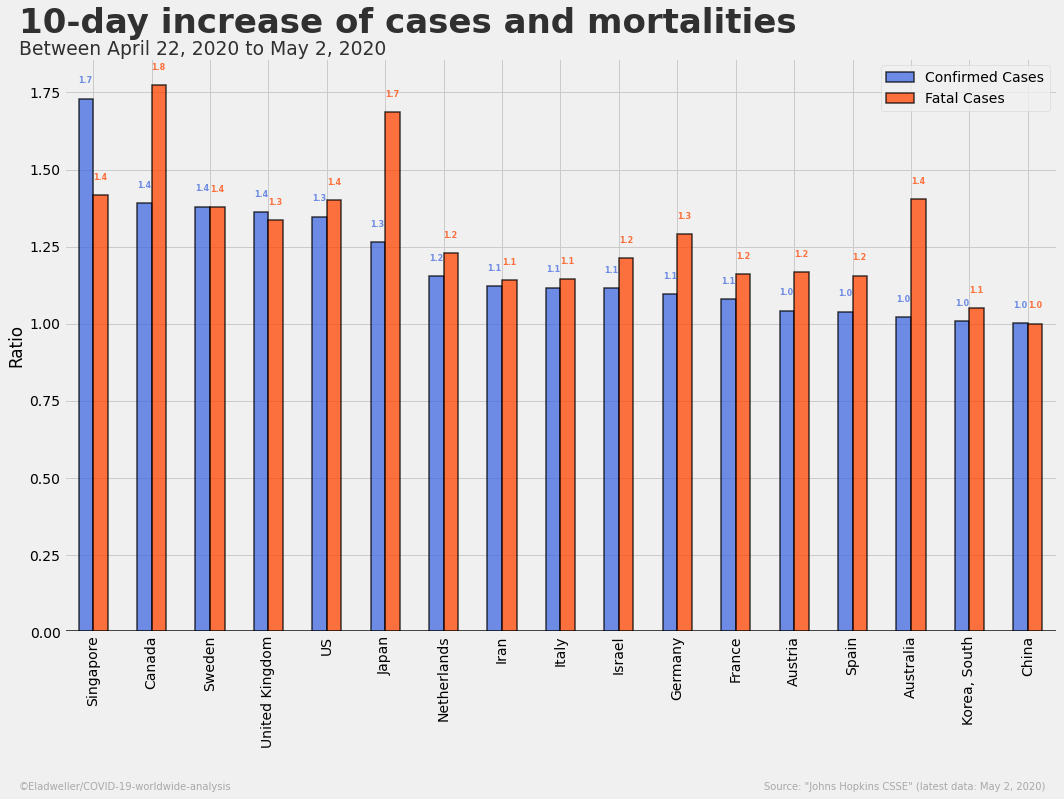 10-day increase of cases and mortalities
Between April 22, 2020 to May 2, 2020
Confirmed Cases
Fatal Cases
Ratio
1.75
1.50
1.25
1.00
0.75
0.50
0.25
0.00
1.7 1.4 1.4 1.8 1.4 1.4 1.4 1.3 1.3 1.4 1.3 1.7 1.2 1.2 1.1 1.1 1.1 1.1 1.1 1.2 1.1 1.3 1.1 1.2 1.0 1.2 1.0 1.2 1.0 1.4 1.0 1.1 1.0 1.0
Singapore
Canada
Sweden
United Kingdom
US
Japan
Netherlands
Iran
Italy
Israel
Germany
France
Austria
Spain
Australia
Korea, South
China
©Eladweller/COVID-19-worldwide-analysis
Source: "Johns Hopkins CSSE" (latest data: May 2, 2020)